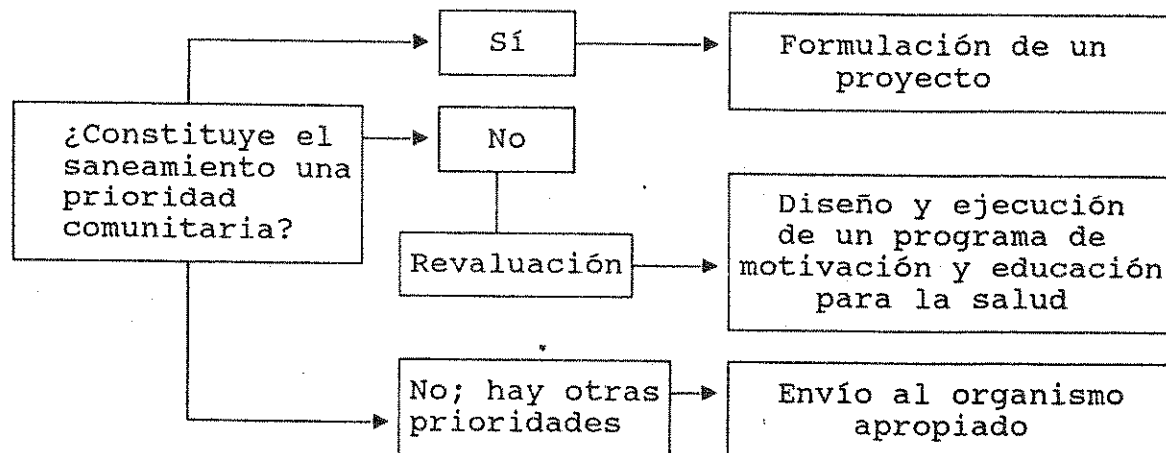 Sí
Formulación de un
proyecto
¿Constituye el
saneamiento una
prioridad
comunitaria?
No
Revaluación
Diseño y ejecución
de un programa de
motivación y educación
para la salud
No; hay otras
prioridades
Envío al organismo
apropiado